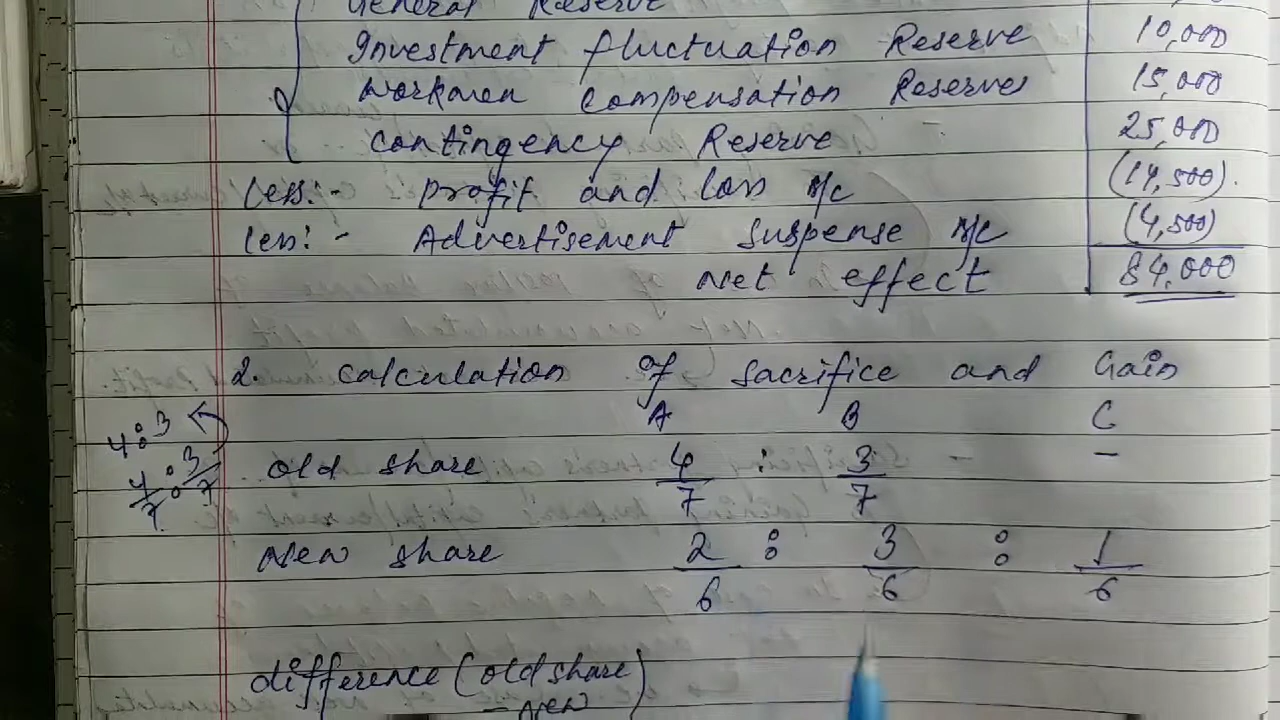 General Reserve
Investment fluctuation Reserve 10,000
Workmen compensation Reserve 15,000
contingency Reserve 25,000
Less:- profit and loss A/c (14,500).
Less:- Advertisement suspense A/c (4,500)
Net effect 84,000
2. calculation of sacrifice and Gain
A B C
4:3
old share 4/7 : 3/7 -
4/7 : 3/7
New share 2/6 : 3/6 : 1/6
difference (old share)
- New